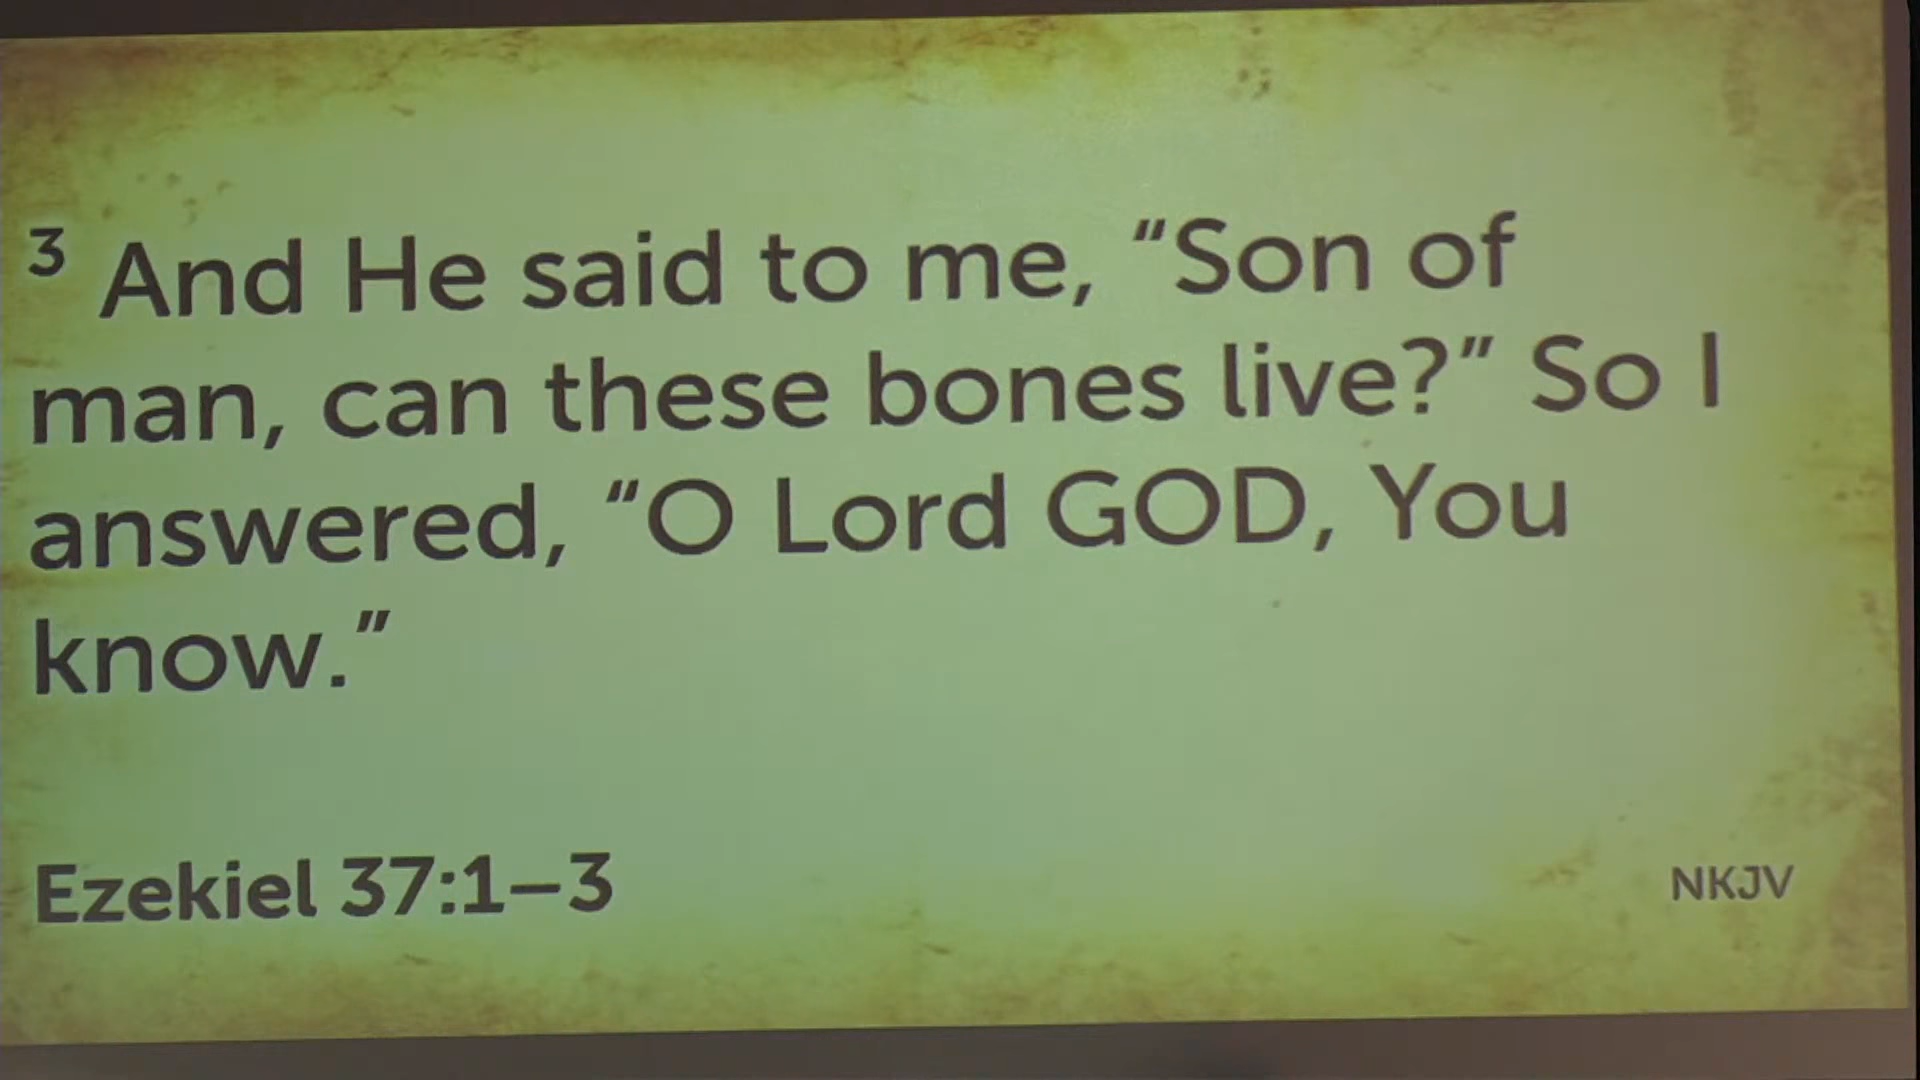 3 And He said to me, “Son of
man, can these bones live?” So I
answered, “O Lord GOD, You
know.”
Ezekiel 37:1–3
NKJV